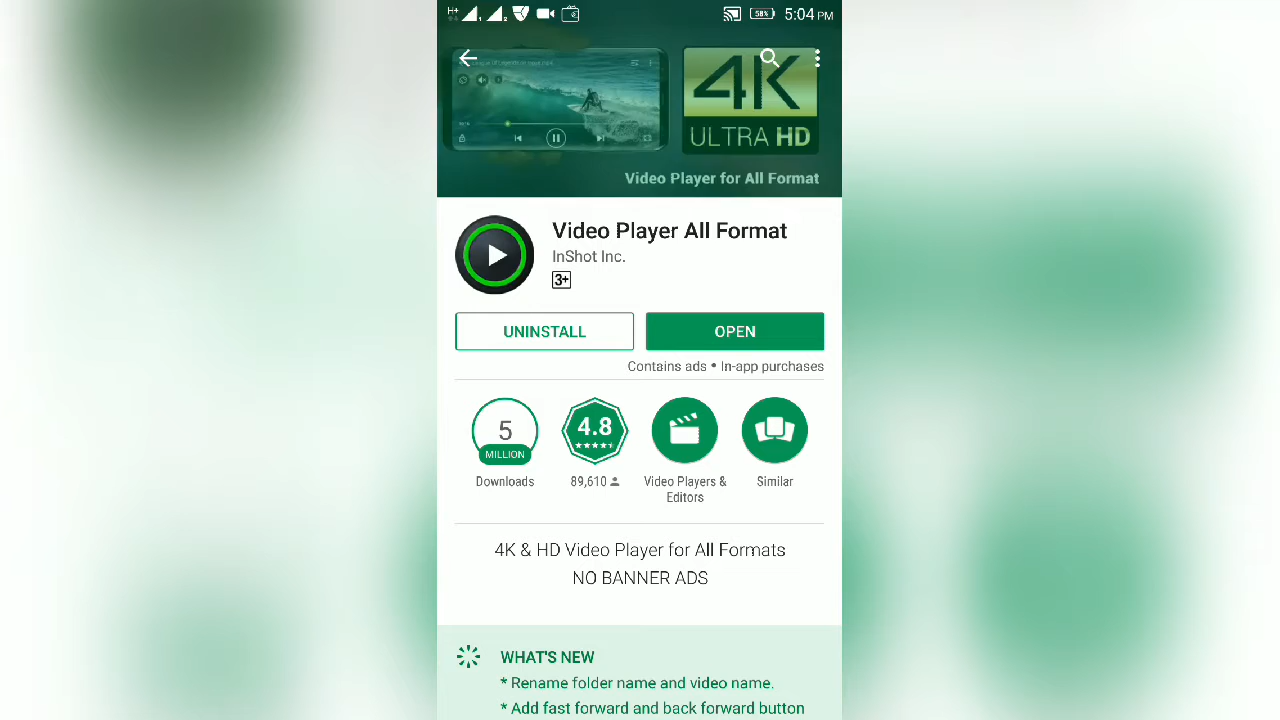 H+
1
2
58%
5:04 PM
4K
ULTRA HD
Video Player for All Format
Video Player All Format
InShot Inc.
3+
UNINSTALL
OPEN
Contains ads • In-app purchases
5
MILLION
Downloads
4.8
89,610
Video Players &
Editors
Similar
4K & HD Video Player for All Formats
NO BANNER ADS
WHAT'S NEW
* Rename folder name and video name.
* Add fast forward and back forward button